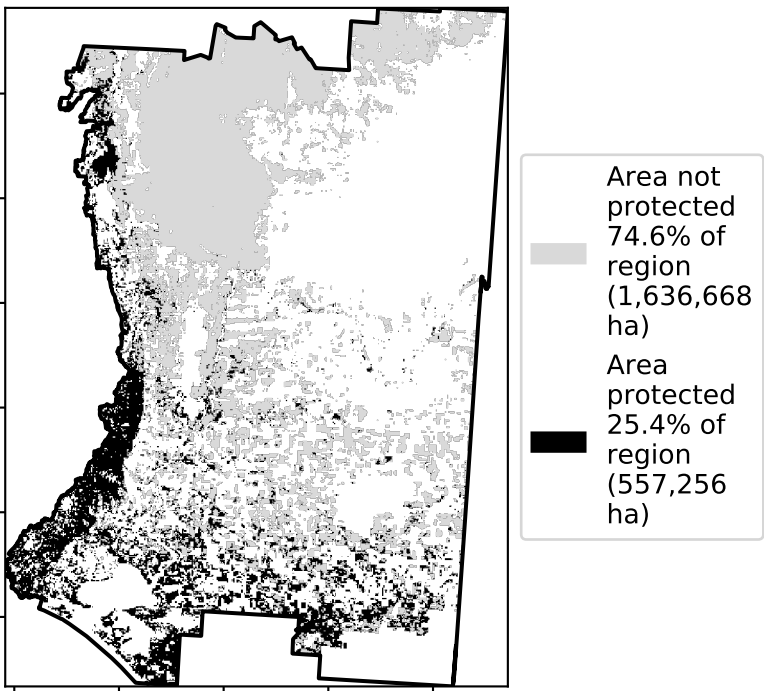 Area not
protected
74.6% of
region
(1,636,668
ha)
Area
protected
25.4% of
region
(557,256
ha)